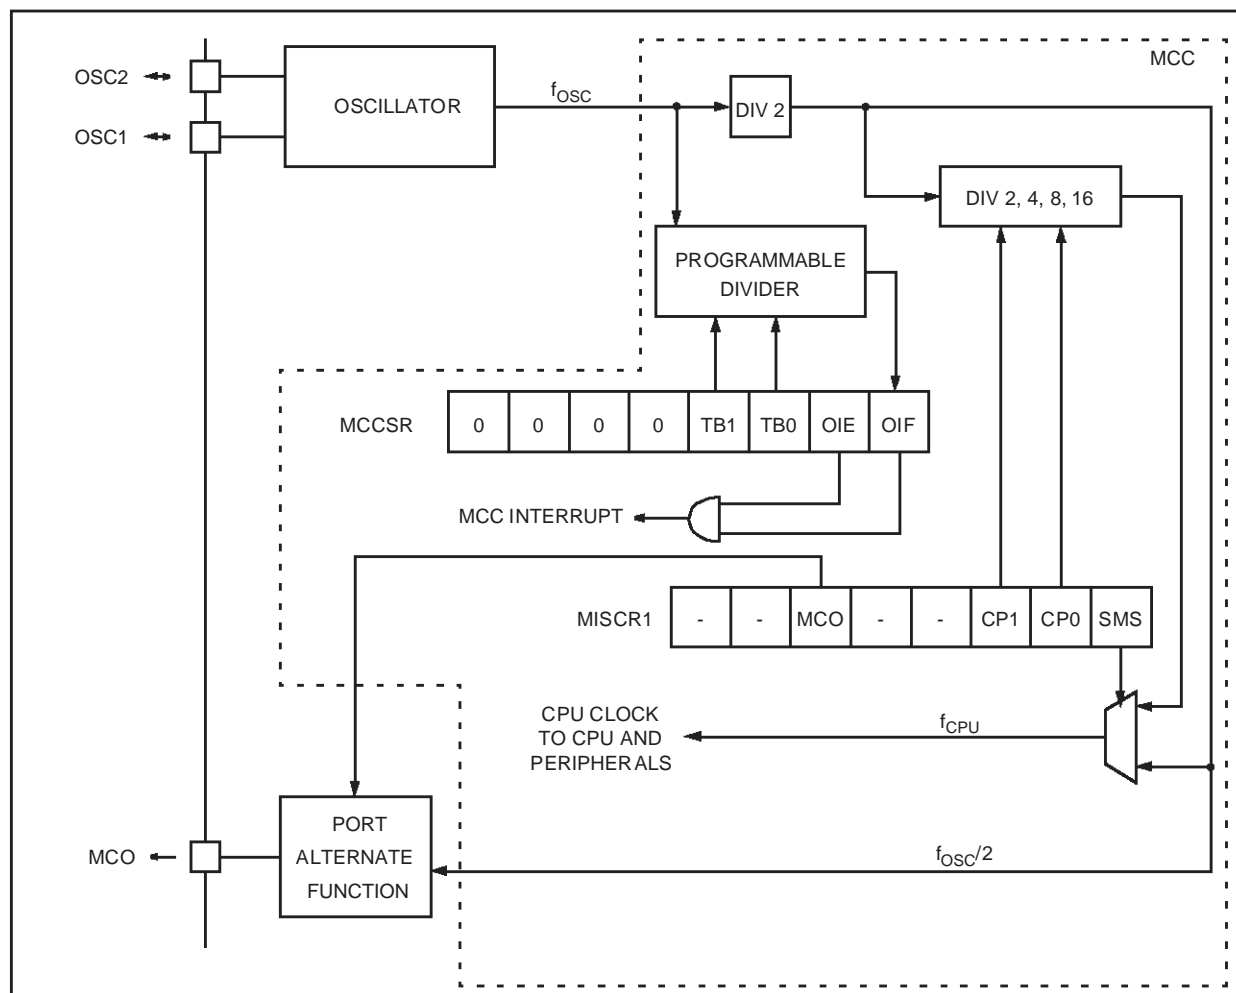 MCC
OSC2
OSCILLATOR
fOSC
DIV 2
OSC1
DIV 2, 4, 8, 16
PROGRAMMABLE
DIVIDER
MCCSR 0 0 0 0 TB1 TB0 OIE OIF
MCC INTERRUPT
MISCR1 - - MCO - - CP1 CP0 SMS
CPU CLOCK
TO CPU AND
PERIPHERALS
fCPU
PORT
ALTERNATE
FUNCTION
MCO
fOSC/2